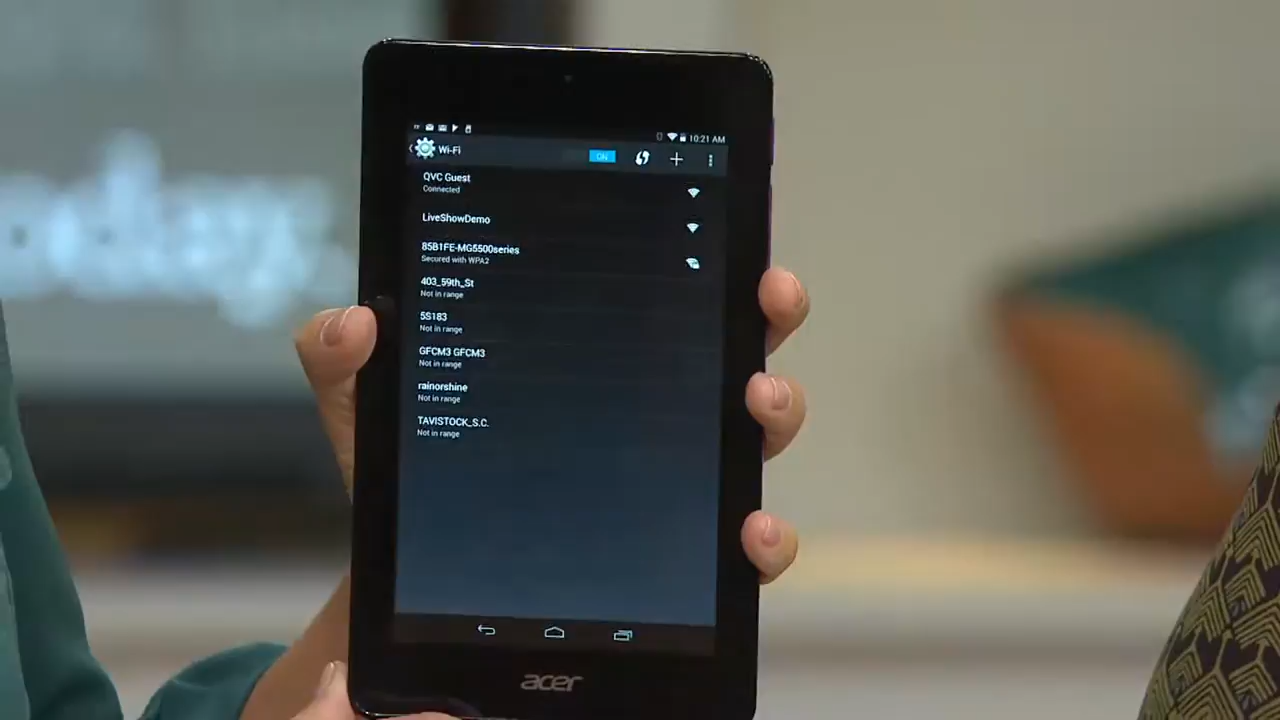 10:21 AM
Wi-Fi
ON
QVC Guest
Connected
LiveShowDemo
85B1FE-MG5500series
Secured with WPA2
403_59th_St
Not in range
5S183
Not in range
GFCM3 GFCM3
Not in range
rainorshine
Not in range
TAVISTOCK_S.C.
Not in range
acer